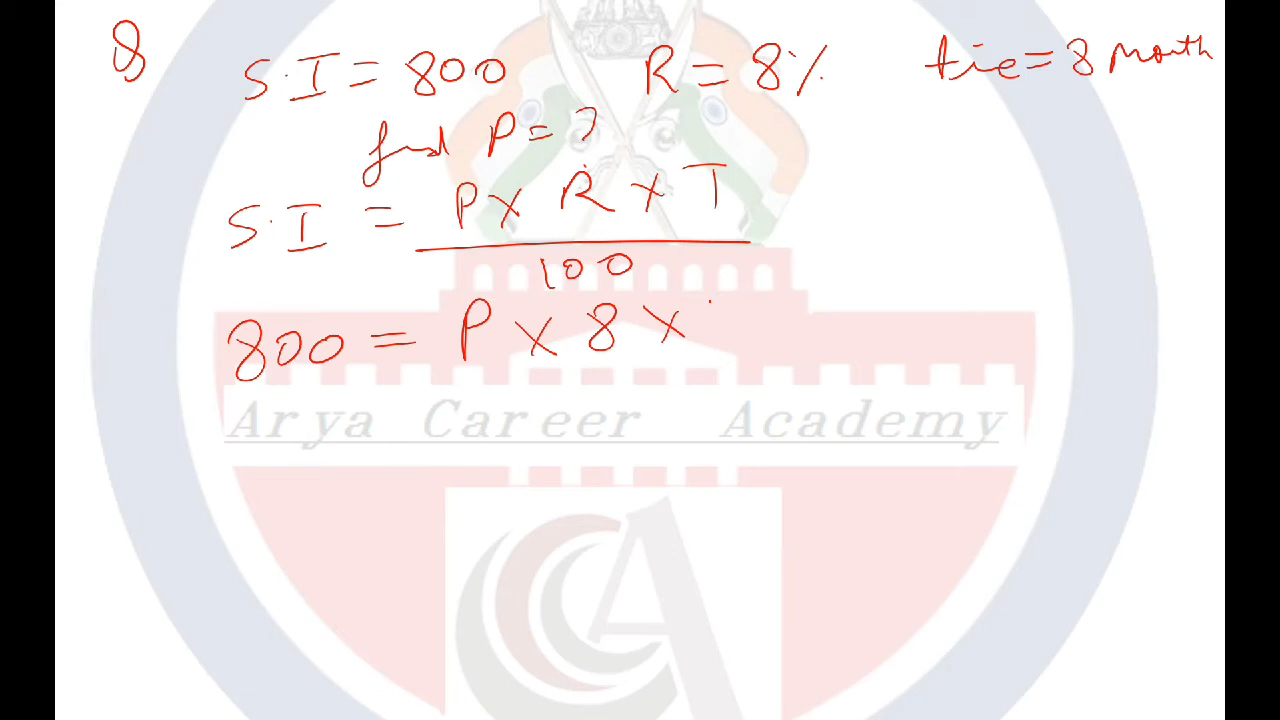 Q S.I = 800 R = 8% tie = 8 month
find P = ?
S.I = P × R × T
100
800 = P × 8 ×
Arya Career Academy